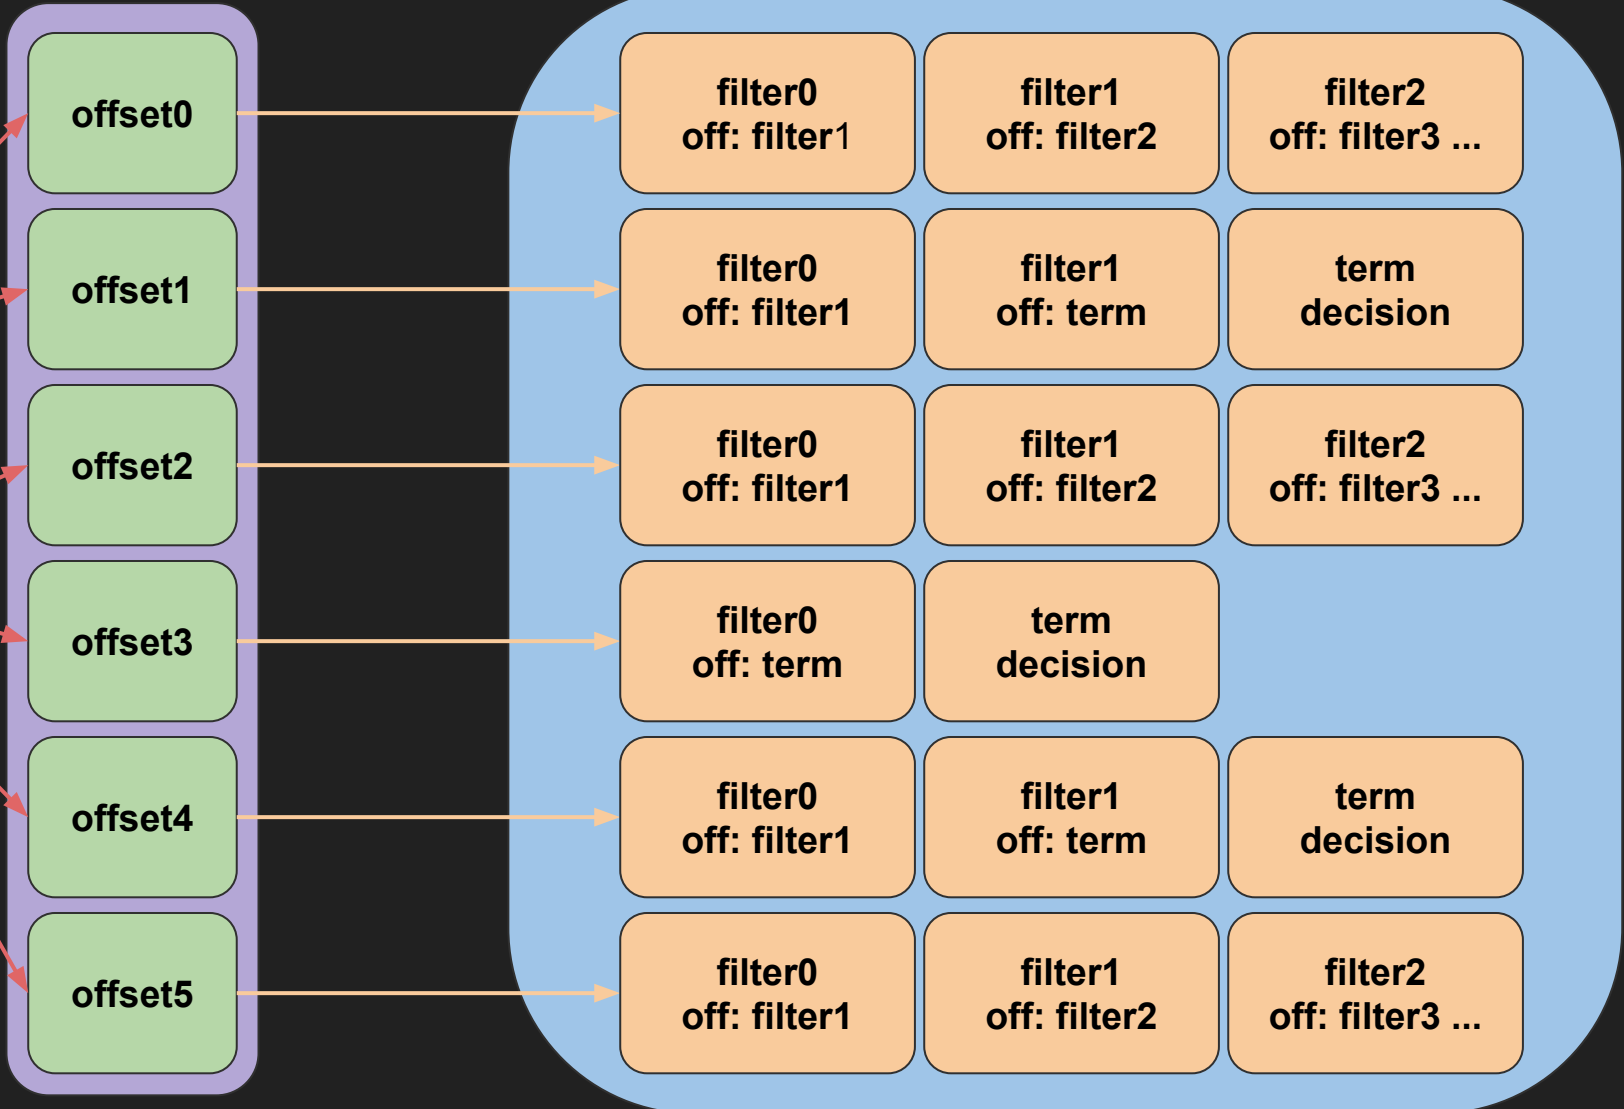 offset0
filter0
off: filter1
filter1
off: filter2
filter2
off: filter3 ...
offset1
filter0
off: filter1
filter1
off: term
term
decision
offset2
filter0
off: filter1
filter1
off: filter2
filter2
off: filter3 ...
offset3
filter0
off: term
term
decision
offset4
filter0
off: filter1
filter1
off: term
term
decision
offset5
filter0
off: filter1
filter1
off: filter2
filter2
off: filter3 ...